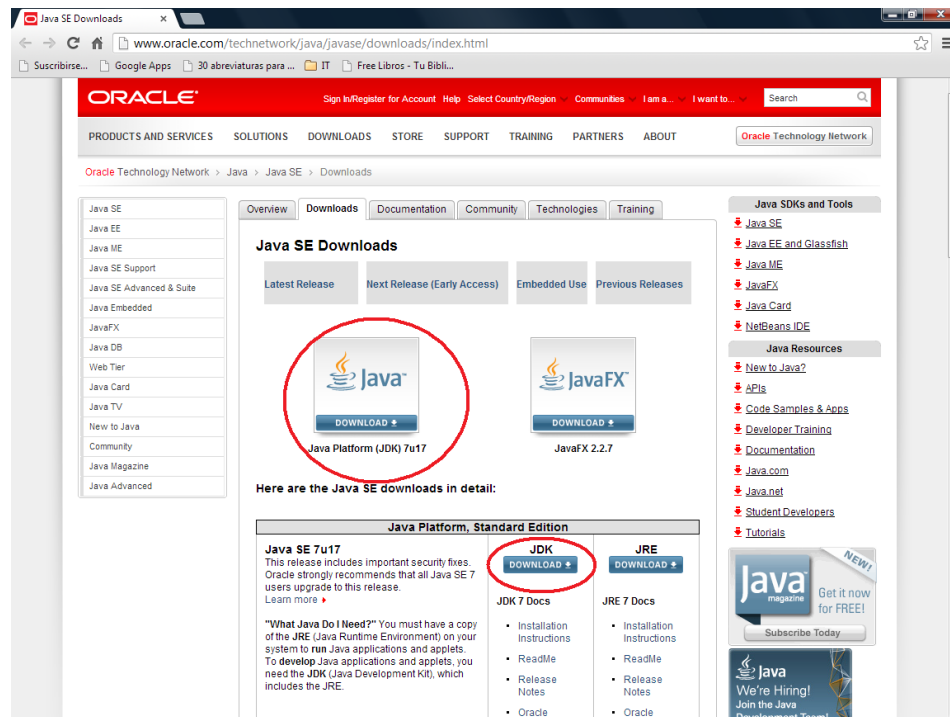 Java SE Downloads
www.oracle.com/technetwork/java/javase/downloads/index.html
Suscribirse...
Google Apps
30 abreviaturas para ...
IT
Free Libros - Tu Bibli...
ORACLE
Sign In/Register for Account
Help
Select Country/Region
Communities
I am a...
I want to...
Search
PRODUCTS AND SERVICES
SOLUTIONS
DOWNLOADS
STORE
SUPPORT
TRAINING
PARTNERS
ABOUT
Oracle Technology Network
Oracle Technology Network > Java > Java SE > Downloads
Java SE
Java EE
Java ME
Java SE Support
Java SE Advanced & Suite
Java Embedded
JavaFX
Java DB
Web Tier
Java Card
Java TV
New to Java
Community
Java Magazine
Java Advanced
Overview
Downloads
Documentation
Community
Technologies
Training
Java SE Downloads
Latest Release
Next Release (Early Access)
Embedded Use
Previous Releases
Java
DOWNLOAD
Java Platform (JDK) 7u17
JavaFX
DOWNLOAD
JavaFX 2.2.7
Here are the Java SE downloads in detail:
Java Platform, Standard Edition
Java SE 7u17
This release includes important security fixes.
Oracle strongly recommends that all Java SE 7
users upgrade to this release.
Learn more
"What Java Do I Need?" You must have a copy
of the JRE (Java Runtime Environment) on your
system to run Java applications and applets.
To develop Java applications and applets, you
need the JDK (Java Development Kit), which
includes the JRE.
JDK
DOWNLOAD
JDK 7 Docs
Installation
Instructions
ReadMe
Release
Notes
Oracle
JRE
DOWNLOAD
JRE 7 Docs
Installation
Instructions
ReadMe
Release
Notes
Oracle
Java SDKs and Tools
Java SE
Java EE and Glassfish
Java ME
JavaFX
Java Card
NetBeans IDE
Java Resources
New to Java?
APIs
Code Samples & Apps
Developer Training
Documentation
Java.com
Java.net
Student Developers
Tutorials
NEW!
Java
magazine
Get it now
for FREE!
Subscribe Today
Java
We're Hiring!
Join the Java
Development Team!